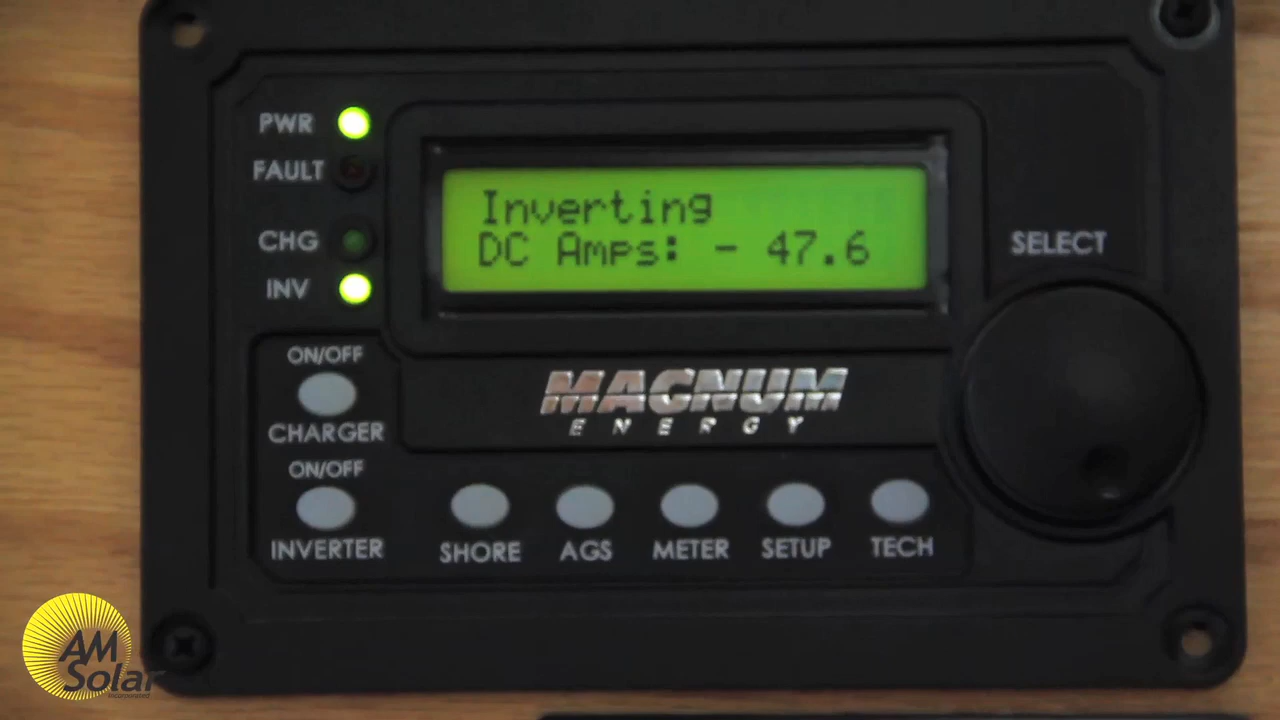 PWR
FAULT
CHG
INV
Inverting
DC Amps: - 47.6
SELECT
ON/OFF
CHARGER
ON/OFF
INVERTER
MAGNUM
ENERGY
SHORE
AGS
METER
SETUP
TECH
AM
Solar
Incorporated